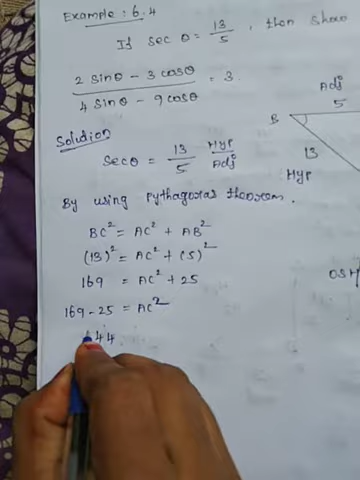 Example : 6.4
If sec θ = 13/5, then show
2 sinθ - 3 cosθ / 4 sinθ - 9 cosθ = 3.
Solution
Secθ = 13/5 Hyp/Adj
By using Pythagoras theorem.
BC² = AC² + AB²
(13)² = AC² + (5)²
169 = AC² + 25
169 - 25 = AC²
144
Adj
5
B
13
Hyp